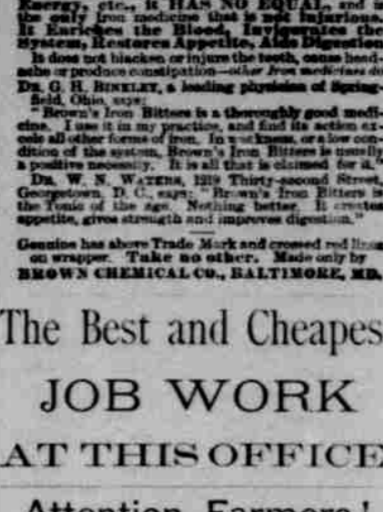 Energy, etc., it HAS NO EQUAL, and is
the only Iron medicine that is not injurious.
It Enriches the Blood, Invigorates the
System, Restores Appetite, Aids Digestion
It does not blacken or injure the teeth, cause head-
ache or produce constipation—other Iron medicines do
DR. G. H. BINKLEY, a leading physician of Spring-
field, Ohio, says:
"Brown's Iron Bitters is a thoroughly good medi-
cine. I use it in my practice, and find its action ex-
cels all other forms of iron. In weakness, or a low con-
dition of the system, Brown's Iron Bitters is usually
a positive necessity. It is all that is claimed for it."
DR. W. N. WATERS, 1219 Thirty-second Street,
Georgetown, D. C., says: "Brown's Iron Bitters is
the Tonic of the age. Nothing better. It creates
appetite, gives strength and improves digestion."
Genuine has above Trade Mark and crossed red lines
on wrapper. Take no other. Made only by
BROWN CHEMICAL CO., BALTIMORE, MD.
The Best and Cheapes
JOB WORK
AT THIS OFFICE
Attention, Farmers!